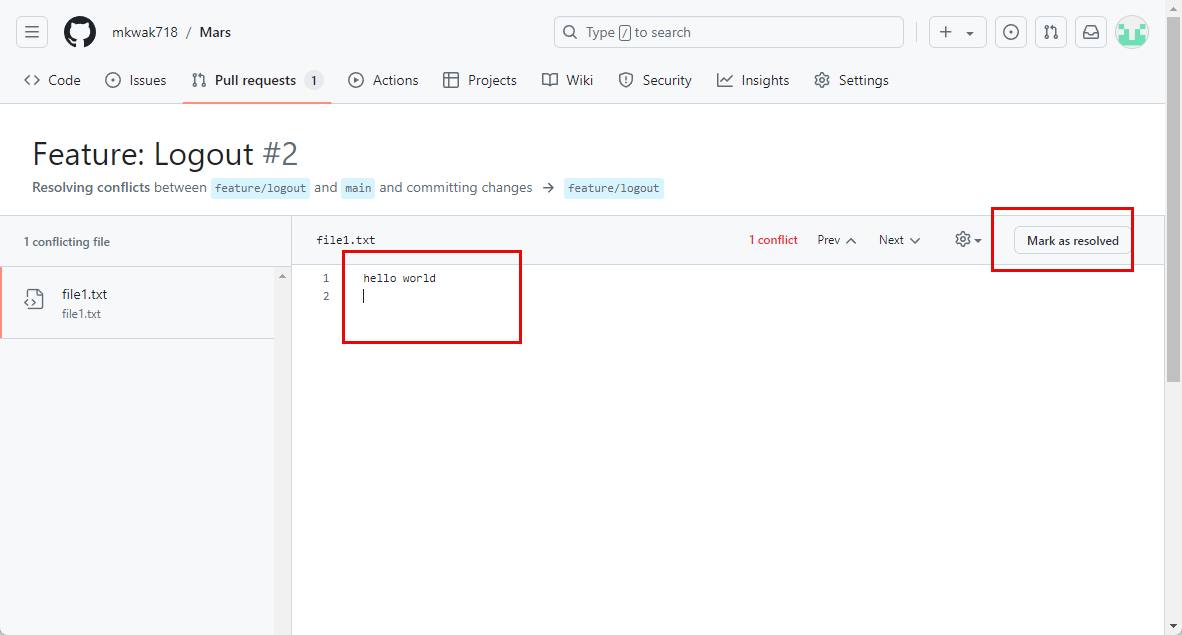 mkwak718 / Mars
Type / to search
Code Issues Pull requests 1 Actions Projects Wiki Security Insights Settings
Feature: Logout #2
Resolving conflicts between feature/logout and main and committing changes → feature/logout
1 conflicting file
file1.txt 1 conflict Prev Next Mark as resolved
file1.txt
file1.txt
1 hello world
2